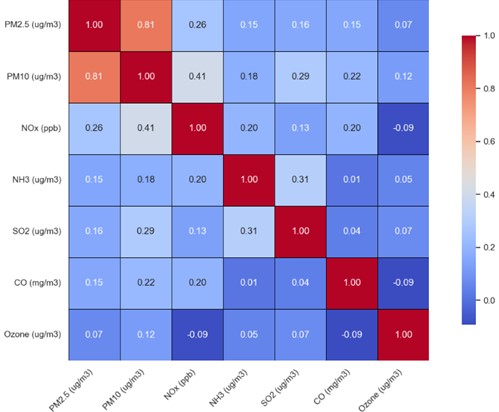 PM2.5 (ug/m3) 1.00 0.81 0.26 0.15 0.16 0.15 0.07
PM10 (ug/m3) 0.81 1.00 0.41 0.18 0.29 0.22 0.12
NOx (ppb) 0.26 0.41 1.00 0.20 0.13 0.20 -0.09
NH3 (ug/m3) 0.15 0.18 0.20 1.00 0.31 0.01 0.05
SO2 (ug/m3) 0.16 0.29 0.13 0.31 1.00 0.04 0.07
CO (mg/m3) 0.15 0.22 0.20 0.01 0.04 1.00 -0.09
Ozone (ug/m3) 0.07 0.12 -0.09 0.05 0.07 -0.09 1.00
PM2.5 (ug/m3) PM10 (ug/m3) NOx (ppb) NH3 (ug/m3) SO2 (ug/m3) CO (mg/m3) Ozone (ug/m3)
1.0
0.8
0.6
0.4
0.2
0.0